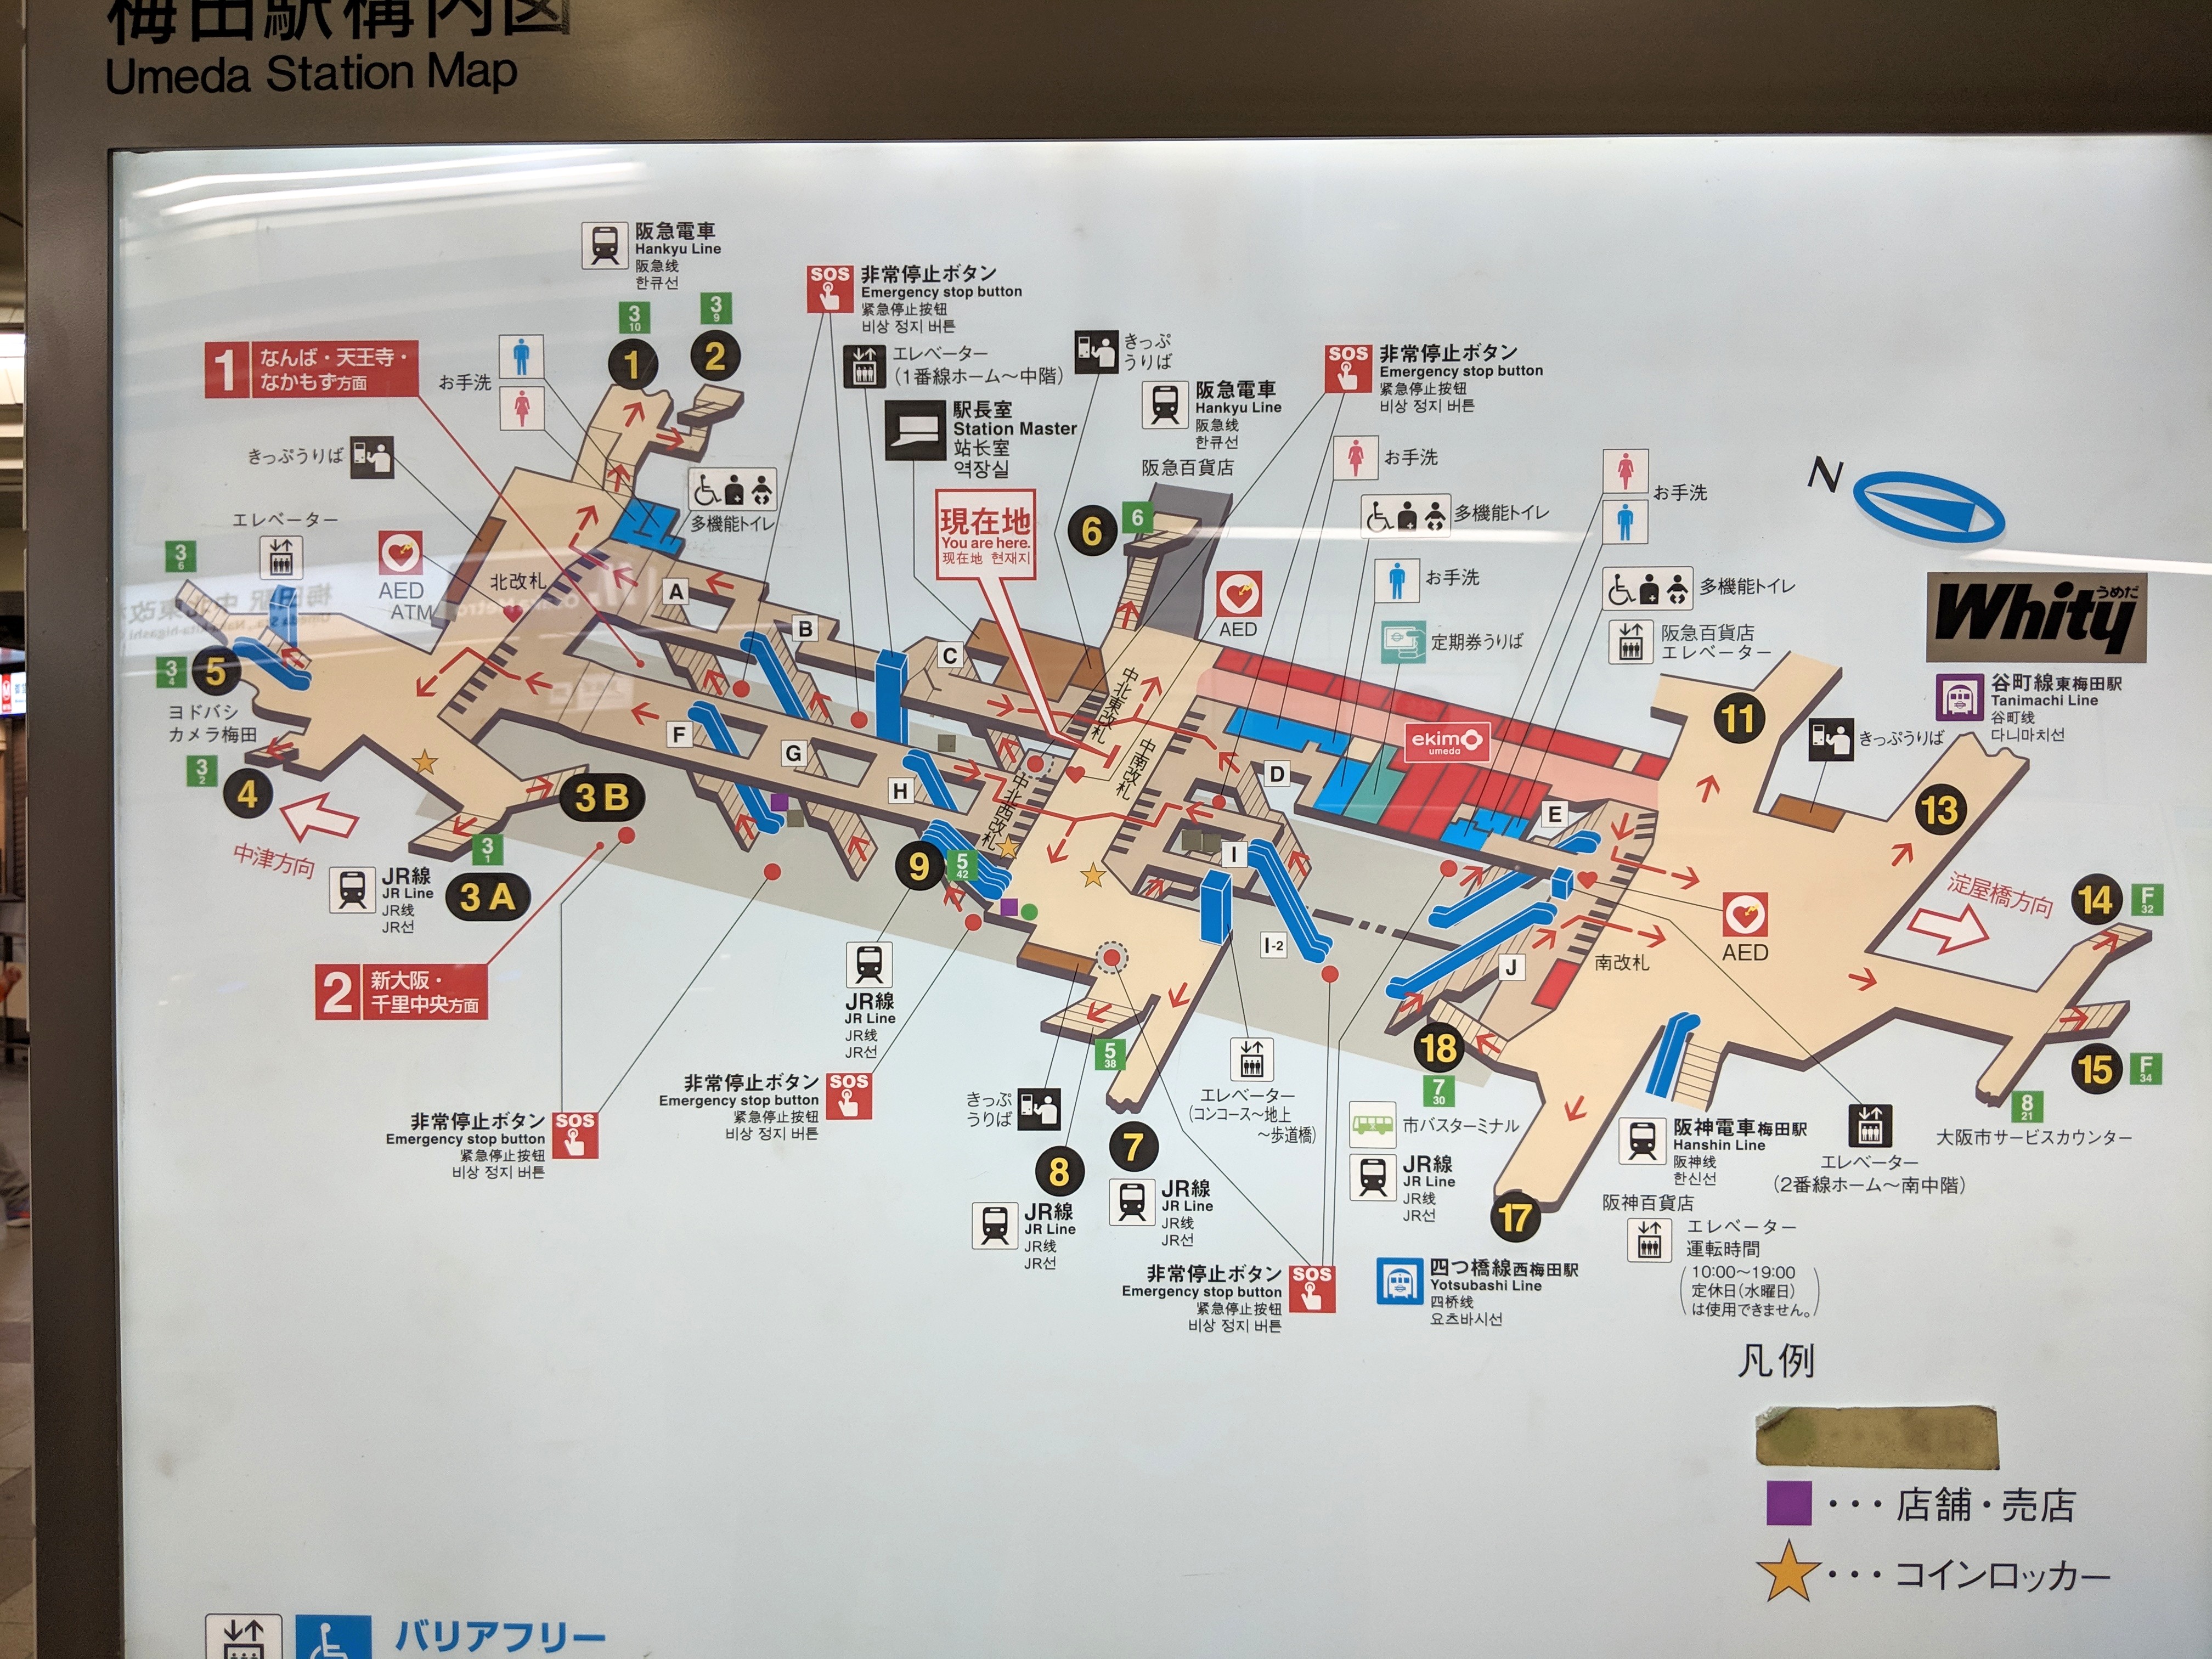 梅田駅構内図
Umeda Station Map
阪急電車
Hankyu Line
阪急线
한큐선
3
10
3
9
1
2
SOS
非常停止ボタン
Emergency stop button
紧急停止按钮
비상 정지 버튼
1
なんば・天王寺・
なかもず方面
お手洗
きっぷうりば
エレベーター
(1番線ホーム〜中階)
駅長室
Station Master
站长室
역장실
きっぷ
うりば
阪急電車
Hankyu Line
阪急线
한큐선
阪急百貨店
SOS
非常停止ボタン
Emergency stop button
紧急停止按钮
비상 정지 버튼
お手洗
多機能トイレ
お手洗
定期券うりば
お手洗
多機能トイレ
阪急百貨店
エレベーター
N
Whity
うめだ
谷町線東梅田駅
Tanimachi Line
谷町线
다니마치선
エレベーター
3
6
AED
ATM
北改札
多機能トイレ
現在地
You are here.
現在地 현재지
6
6
AED
A
B
C
D
E
F
G
H
I
I-2
J
中北東改札
中南改札
中北西改札
ekimo
umeda
11
きっぷうりば
13
3
4
5
ヨドバシ
カメラ梅田
3
2
4
中津方向
3B
3
1
3A
JR線
JR Line
JR线
JR선
2
新大阪・
千里中央方面
9
5
42
JR線
JR Line
JR线
JR선
南改札
AED
淀屋橋方向
14
F
32
15
F
34
8
21
大阪市サービスカウンター
SOS
非常停止ボタン
Emergency stop button
紧急停止按钮
비상 정지 버튼
SOS
非常停止ボタン
Emergency stop button
紧急停止按钮
비상 정지 버튼
きっぷ
うりば
5
38
8
JR線
JR Line
JR线
JR선
7
JR線
JR Line
JR线
JR선
エレベーター
(コンコース〜地上
〜歩道橋)
18
7
30
市バスターミナル
JR線
JR Line
JR线
JR선
17
四つ橋線西梅田駅
Yotsubashi Line
四桥线
요츠바시선
SOS
非常停止ボタン
Emergency stop button
紧急停止按钮
비상 정지 버튼
阪神電車梅田駅
Hanshin Line
阪神线
한신선
阪神百貨店
エレベーター
運転時間
(10:00〜19:00
定休日(水曜日)
は使用できません。)
エレベーター
(2番線ホーム〜南中階)
凡例
・・・店舗・売店
・・・コインロッカー
バリアフリー